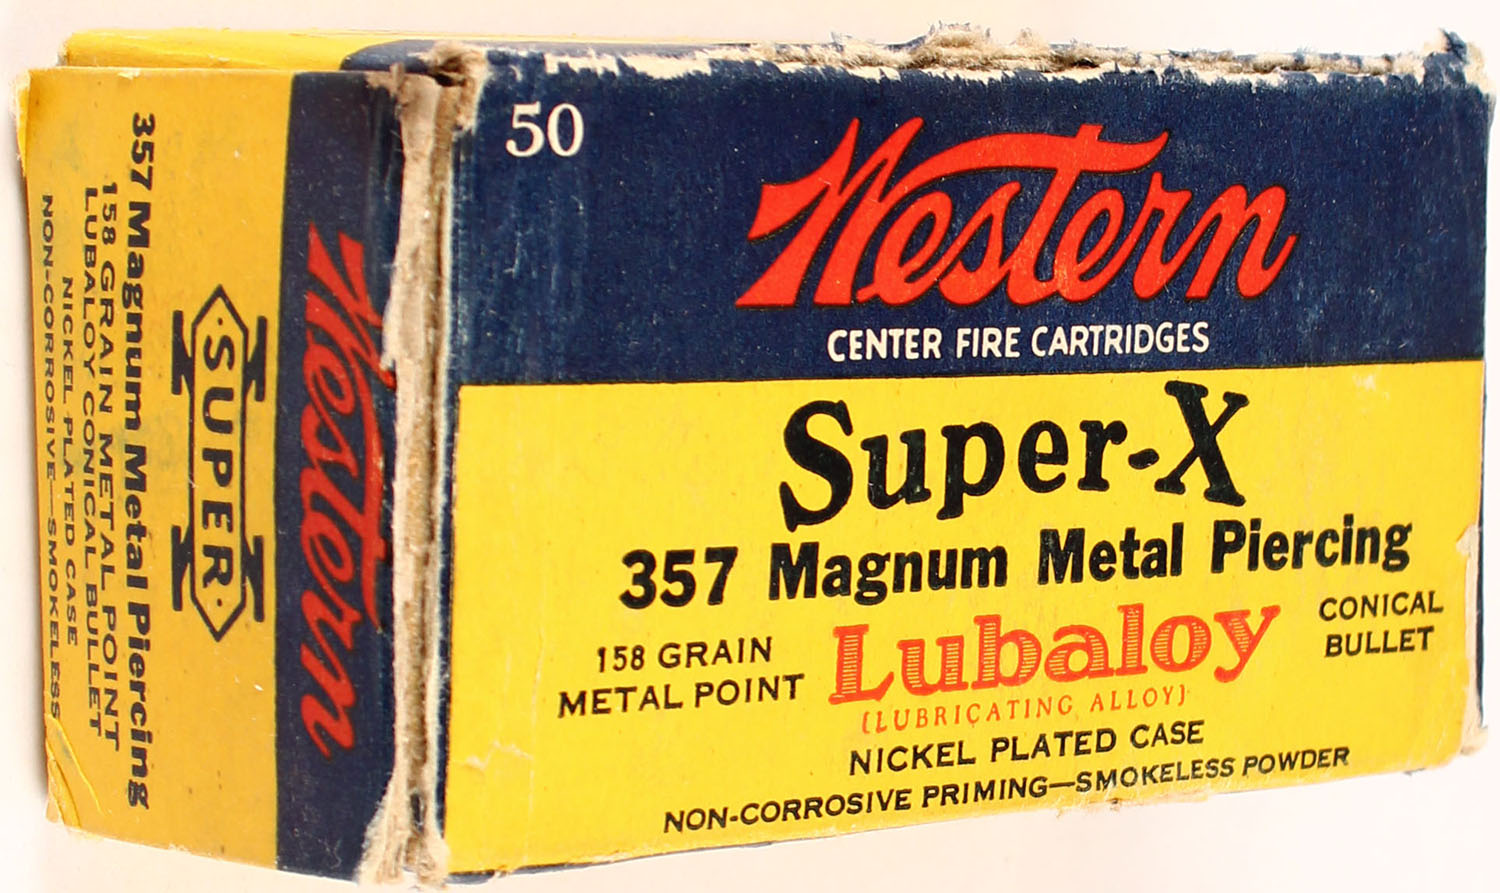 50
Western
CENTER FIRE CARTRIDGES
Super-X
357 Magnum Metal Piercing
158 GRAIN
METAL POINT
Lubaloy
(LUBRICATING ALLOY)
CONICAL
BULLET
NICKEL PLATED CASE
NON-CORROSIVE PRIMING—SMOKELESS POWDER
Western
SUPER X
357 Magnum Metal Piercing
158 GRAIN METAL POINT
LUBALOY CONICAL BULLET
NICKEL PLATED CASE
NON-CORROSIVE—SMOKELESS